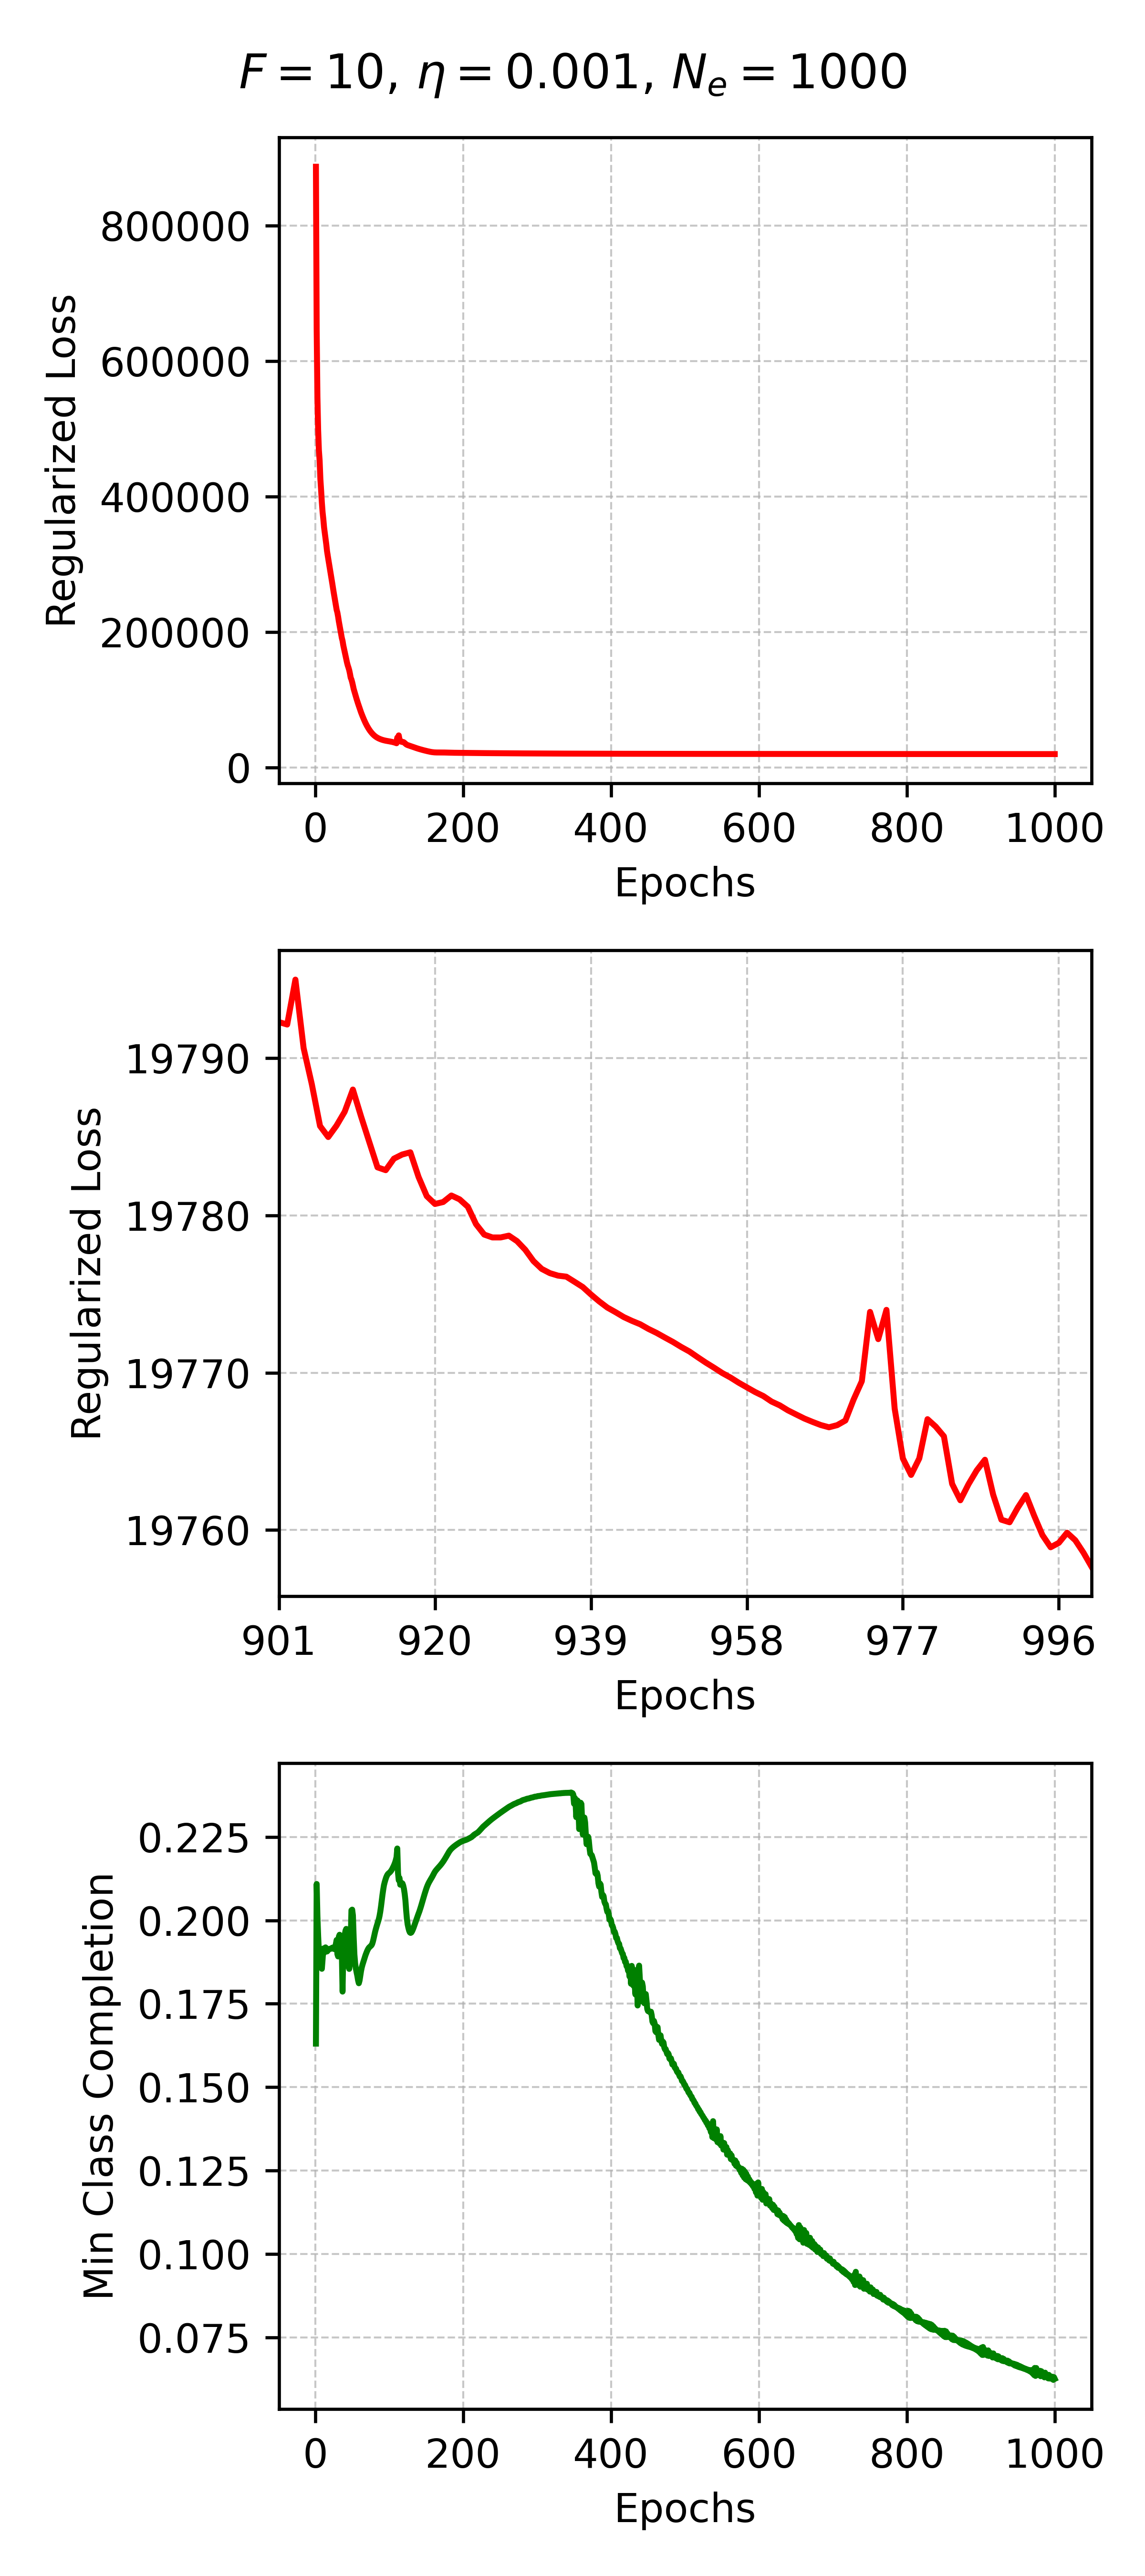 F = 10, η = 0.001, Nₑ = 1000
800000
600000
400000
200000
0
Regularized Loss
0 200 400 600 800 1000
Epochs
19790
19780
19770
19760
Regularized Loss
901 920 939 958 977 996
Epochs
0.225
0.200
0.175
0.150
0.125
0.100
0.075
Min Class Completion
0 200 400 600 800 1000
Epochs